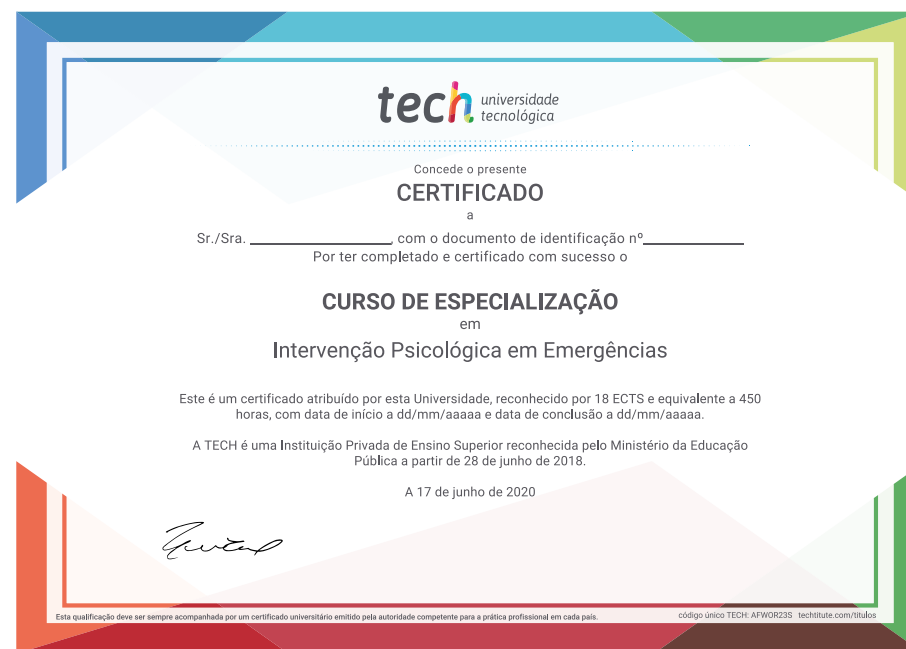 tech universidade
tecnológica
Concede o presente
CERTIFICADO
a
Sr./Sra. ________________, com o documento de identificação nº____________
Por ter completado e certificado com sucesso o
CURSO DE ESPECIALIZAÇÃO
em
Intervenção Psicológica em Emergências
Este é um certificado atribuído por esta Universidade, reconhecido por 18 ECTS e equivalente a 450
horas, com data de início a dd/mm/aaaaa e data de conclusão a dd/mm/aaaaa.
A TECH é uma Instituição Privada de Ensino Superior reconhecida pelo Ministério da Educação
Pública a partir de 28 de junho de 2018.
A 17 de junho de 2020
Esta qualificação deve ser sempre acompanhada por um certificado universitário emitido pela autoridade competente para a prática profissional em cada país.
código único TECH: AFWOR23S techtitute.com/titulos